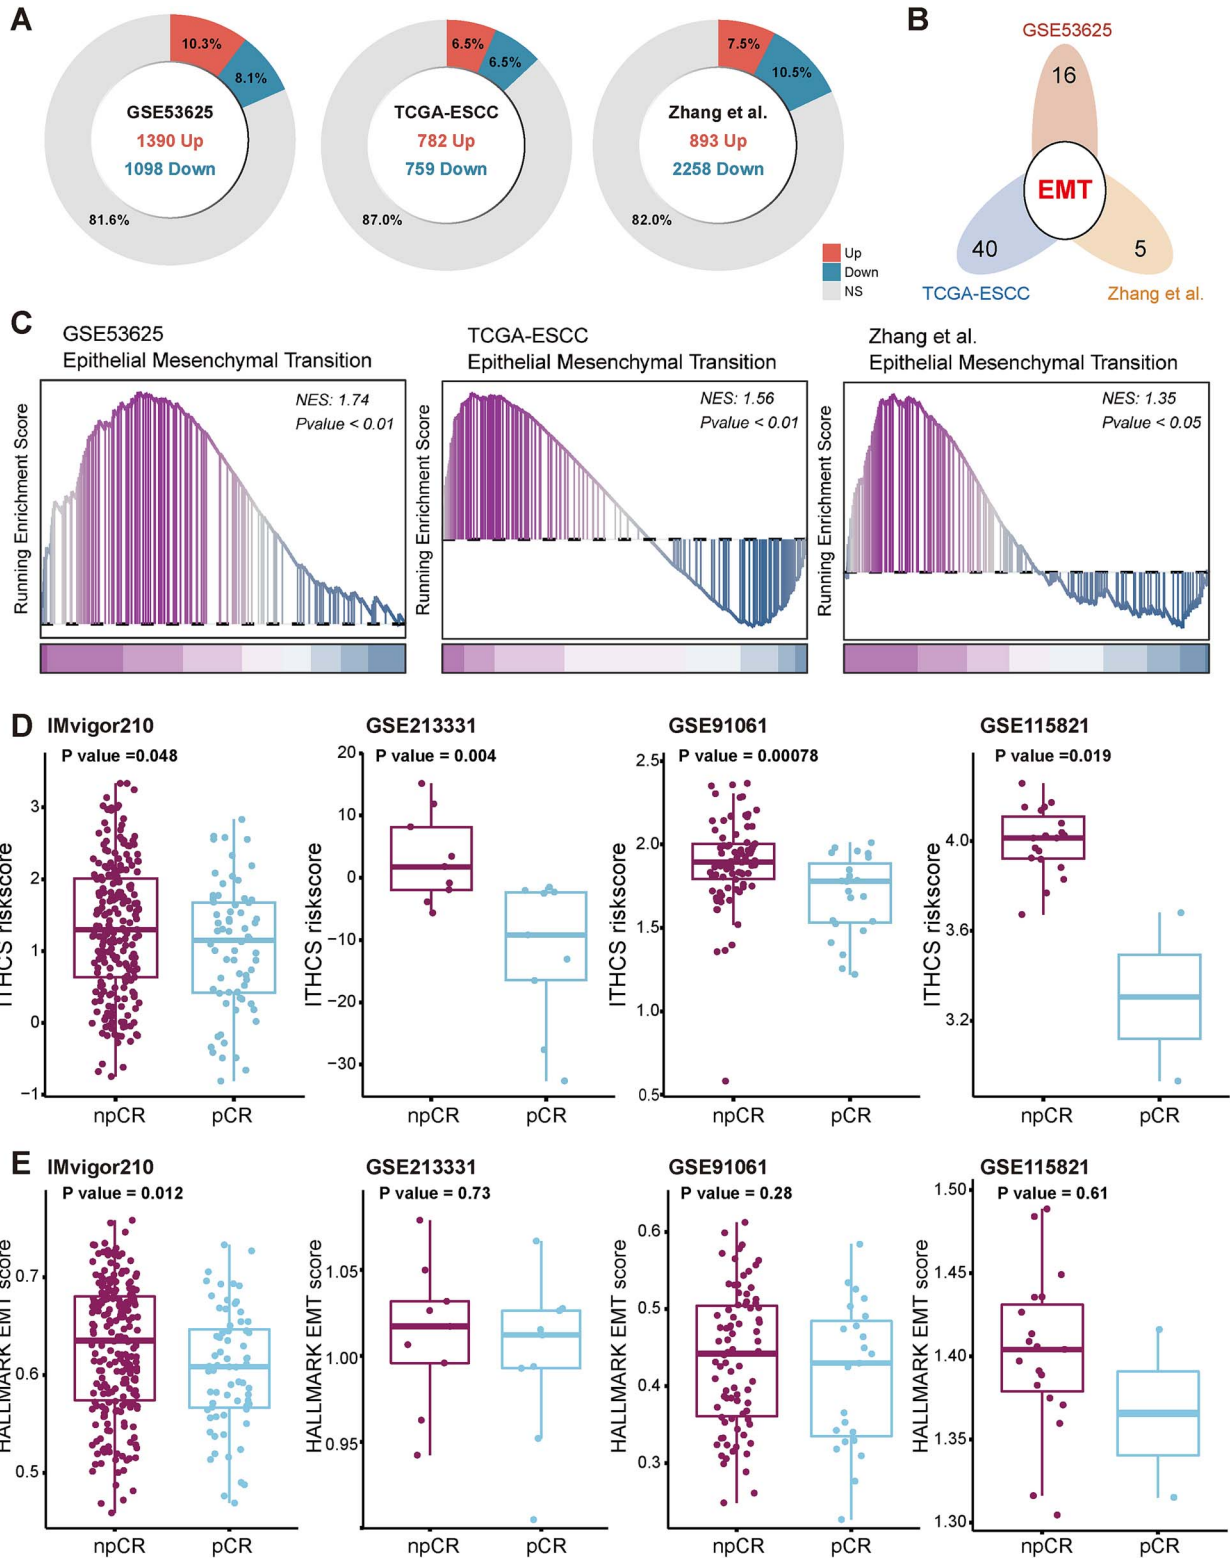 A
10.3%
8.1%
GSE53625
1390 Up
1098 Down
81.6%
6.5%
6.5%
TCGA-ESCC
782 Up
759 Down
87.0%
7.5%
10.5%
Zhang et al.
893 Up
2258 Down
82.0%
Up
Down
NS
B
GSE53625
16
EMT
40
5
TCGA-ESCC
Zhang et al.
C
GSE53625
Epithelial Mesenchymal Transition
NES: 1.74
Pvalue < 0.01
Running Enrichment Score
TCGA-ESCC
Epithelial Mesenchymal Transition
NES: 1.56
Pvalue < 0.01
Running Enrichment Score
Zhang et al.
Epithelial Mesenchymal Transition
NES: 1.35
Pvalue < 0.05
Running Enrichment Score
D
IMvigor210
P value =0.048
ITHCS riskscore
3
2
1
0
−1
npCR
pCR
GSE213331
P value = 0.004
ITHCS riskscore
20
10
0
−10
−20
−30
npCR
pCR
GSE91061
P value = 0.00078
ITHCS riskscore
2.5
2.0
1.5
1.0
0.5
npCR
pCR
GSE115821
P value =0.019
ITHCS riskscore
4.0
3.6
3.2
npCR
pCR
E
IMvigor210
P value = 0.012
HALLMARK EMT score
0.7
0.6
0.5
npCR
pCR
GSE213331
P value = 0.73
HALLMARK EMT score
1.05
1.00
0.95
npCR
pCR
GSE91061
P value = 0.28
HALLMARK EMT score
0.6
0.5
0.4
0.3
npCR
pCR
GSE115821
P value = 0.61
HALLMARK EMT score
1.50
1.45
1.40
1.35
1.30
npCR
pCR